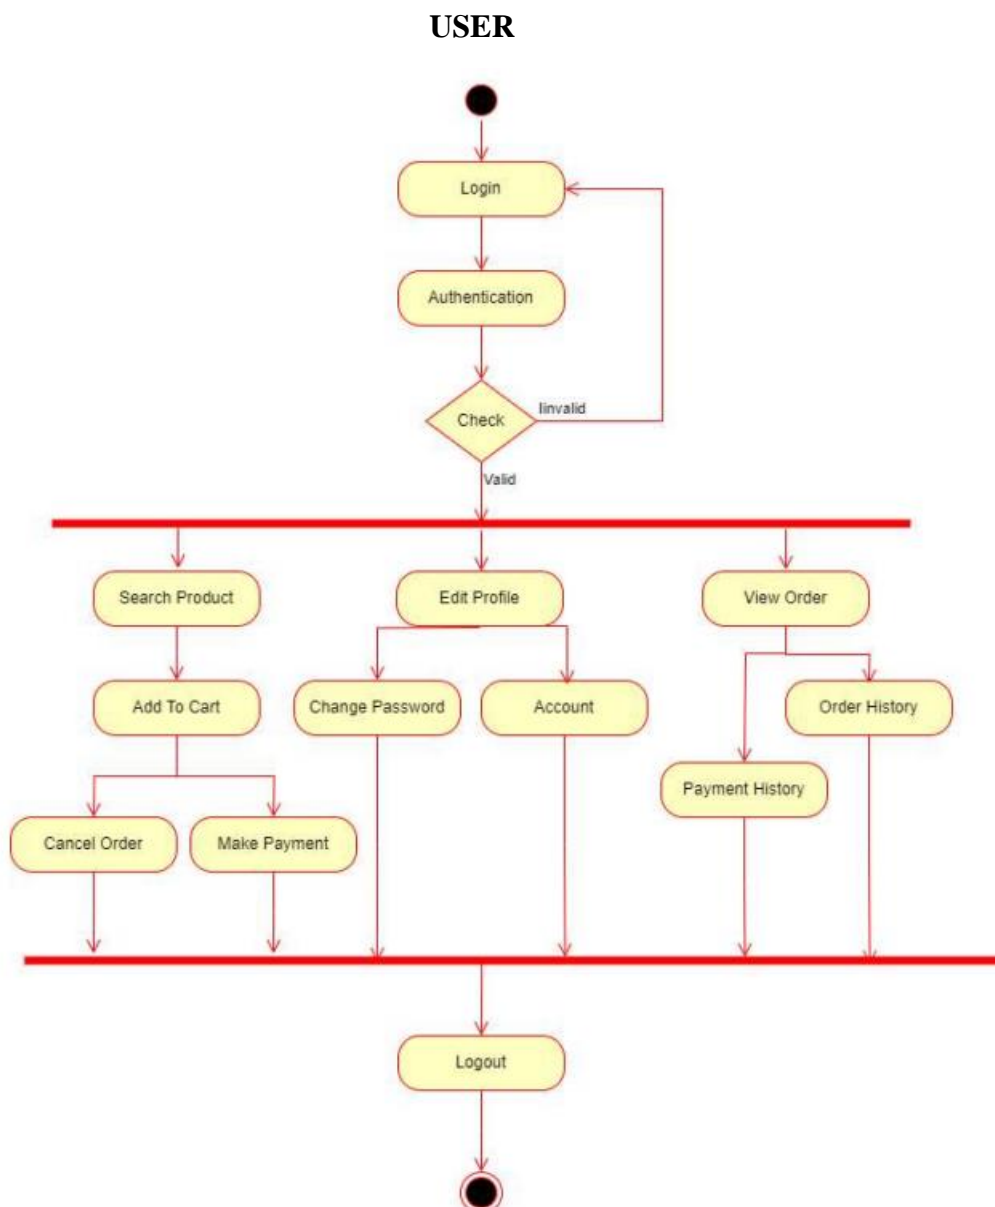 USER
Login
Authentication
Check
Iinvalid
Valid
Search Product
Edit Profile
View Order
Add To Cart
Change Password
Account
Order History
Payment History
Cancel Order
Make Payment
Logout